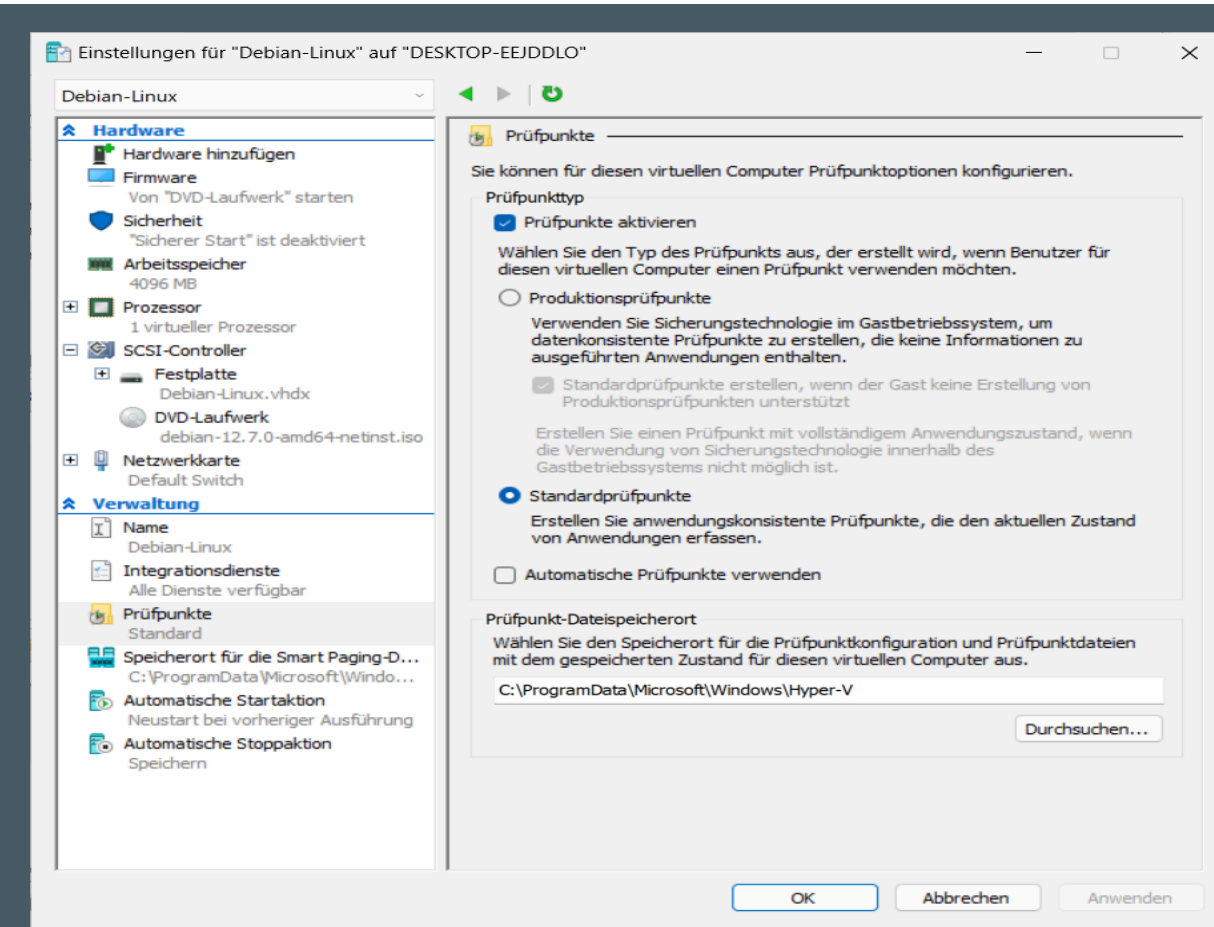 Einstellungen für "Debian-Linux" auf "DESKTOP-EEJDDLO"
Debian-Linux
Hardware
Hardware hinzufügen
Firmware
Von "DVD-Laufwerk" starten
Sicherheit
"Sicherer Start" ist deaktiviert
Arbeitsspeicher
4096 MB
Prozessor
1 virtueller Prozessor
SCSI-Controller
Festplatte
Debian-Linux.vhdx
DVD-Laufwerk
debian-12.7.0-amd64-netinst.iso
Netzwerkkarte
Default Switch
Verwaltung
Name
Debian-Linux
Integrationsdienste
Alle Dienste verfügbar
Prüfpunkte
Standard
Speicherort für die Smart Paging-D...
C:\ProgramData\Microsoft\Windo...
Automatische Startaktion
Neustart bei vorheriger Ausführung
Automatische Stoppaktion
Speichern
Prüfpunkte
Sie können für diesen virtuellen Computer Prüfpunktoptionen konfigurieren.
Prüfpunkttyp
Prüfpunkte aktivieren
Wählen Sie den Typ des Prüfpunkts aus, der erstellt wird, wenn Benutzer für
diesen virtuellen Computer einen Prüfpunkt verwenden möchten.
Produktionsprüfpunkte
Verwenden Sie Sicherungstechnologie im Gastbetriebssystem, um
datenkonsistente Prüfpunkte zu erstellen, die keine Informationen zu
ausgeführten Anwendungen enthalten.
Standardprüfpunkte erstellen, wenn der Gast keine Erstellung von
Produktionsprüfpunkten unterstützt
Erstellen Sie einen Prüfpunkt mit vollständigem Anwendungszustand, wenn
die Verwendung von Sicherungstechnologie innerhalb des
Gastbetriebssystems nicht möglich ist.
Standardprüfpunkte
Erstellen Sie anwendungskonsistente Prüfpunkte, die den aktuellen Zustand
von Anwendungen erfassen.
Automatische Prüfpunkte verwenden
Prüfpunkt-Dateispeicherort
Wählen Sie den Speicherort für die Prüfpunktkonfiguration und Prüfpunktdateien
mit dem gespeicherten Zustand für diesen virtuellen Computer aus.
C:\ProgramData\Microsoft\Windows\Hyper-V
Durchsuchen...
OK
Abbrechen
Anwenden